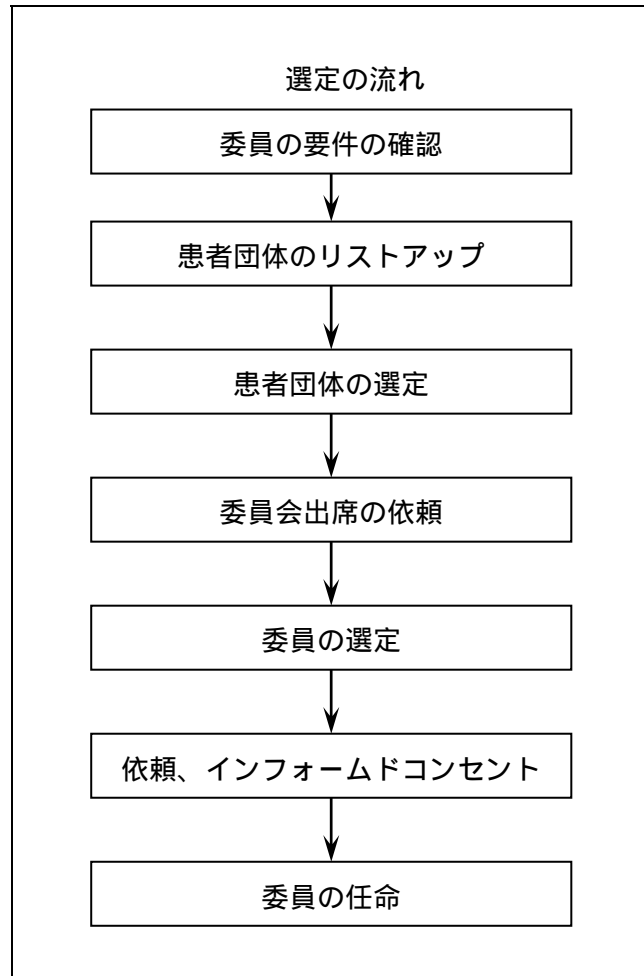 選定の流れ
委員の要件の確認
患者団体のリストアップ
患者団体の選定
委員会出席の依頼
委員の選定
依頼、インフォームドコンセント
委員の任命